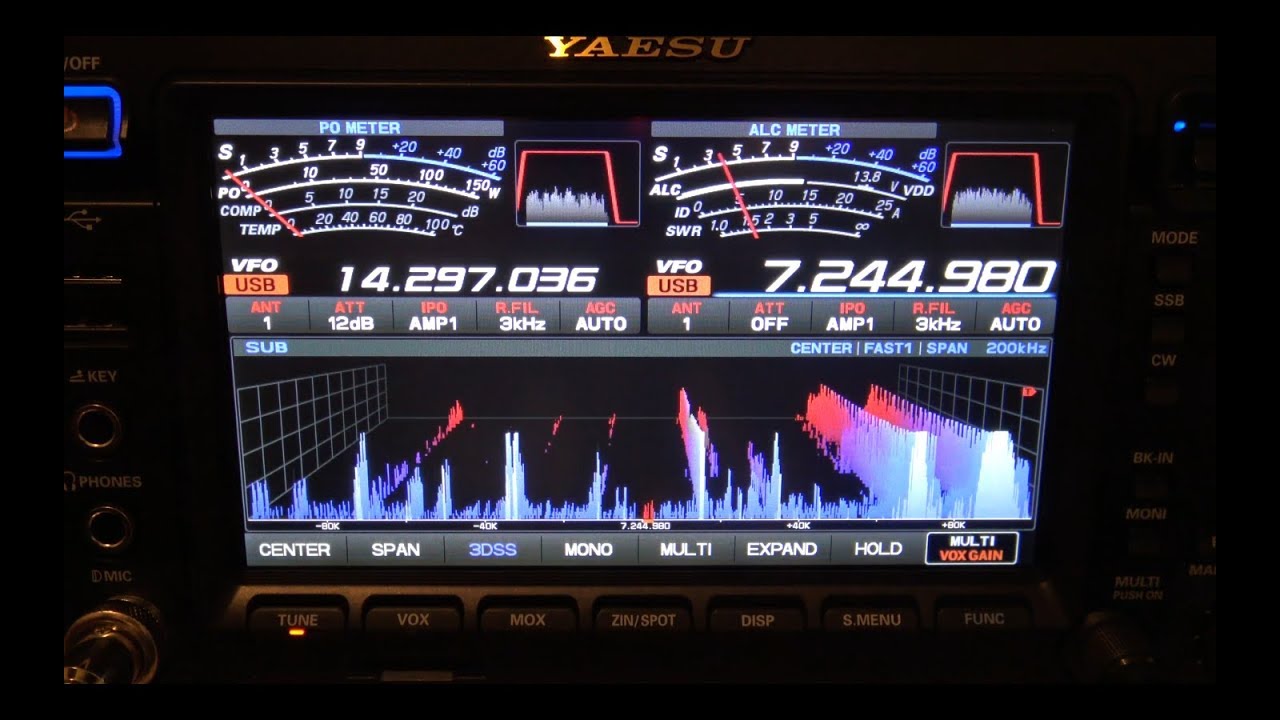 YAESU
/OFF
PO METER
ALC METER
S 1 3 5 7 9 +20 +40 +60 dB
PO 0 10 50 100 150 W
COMP 0 5 10 15 20 dB
TEMP 0 20 40 60 80 100 °C
S 1 3 5 7 9 +20 +40 +60 dB
ALC 13.8 V VDD
ID 0 5 10 15 20 25 A
SWR 1.0 1.5 2 3 5 ∞
VFO
USB
14.297.036
VFO
USB
7.244.980
ANT ATT IPO R.FIL AGC
1 12dB AMP1 3kHz AUTO
ANT ATT IPO R.FIL AGC
1 OFF AMP1 3kHz AUTO
SUB CENTER | FAST1 | SPAN 200kHz
-80K -40K 7.244.980 +40K +80K
CENTER SPAN 3DSS MONO MULTI EXPAND HOLD MULTI
VOX GAIN
TUNE VOX MOX ZIN/SPOT DISP S.MENU FUNC
KEY
PHONES
MIC
MODE
SSB
CW
BK-IN
MONI
MULTI
PUSH ON